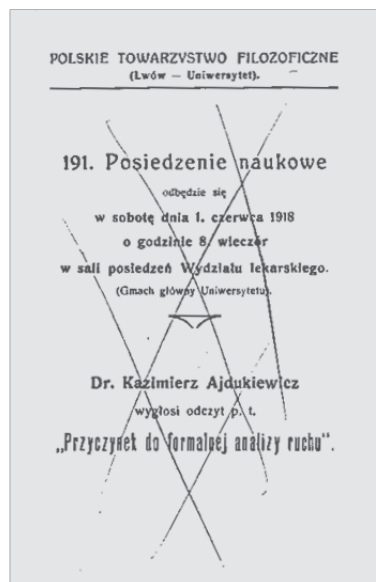 POLSKIE TOWARZYSTWO FILOZOFICZNE
(Lwów — Uniwersytet).
191. Posiedzenie naukowe
odbędzie się
w sobotę dnia 1. czerwca 1918
o godzinie 8. wieczór
w sali posiedzeń Wydziału lekarskiego.
(Gmach główny Uniwersytetu).
Dr. Kazimierz Ajdukiewicz
wygłosi odczyt p. t.
„Przyczynek do formalnej analizy ruchu".